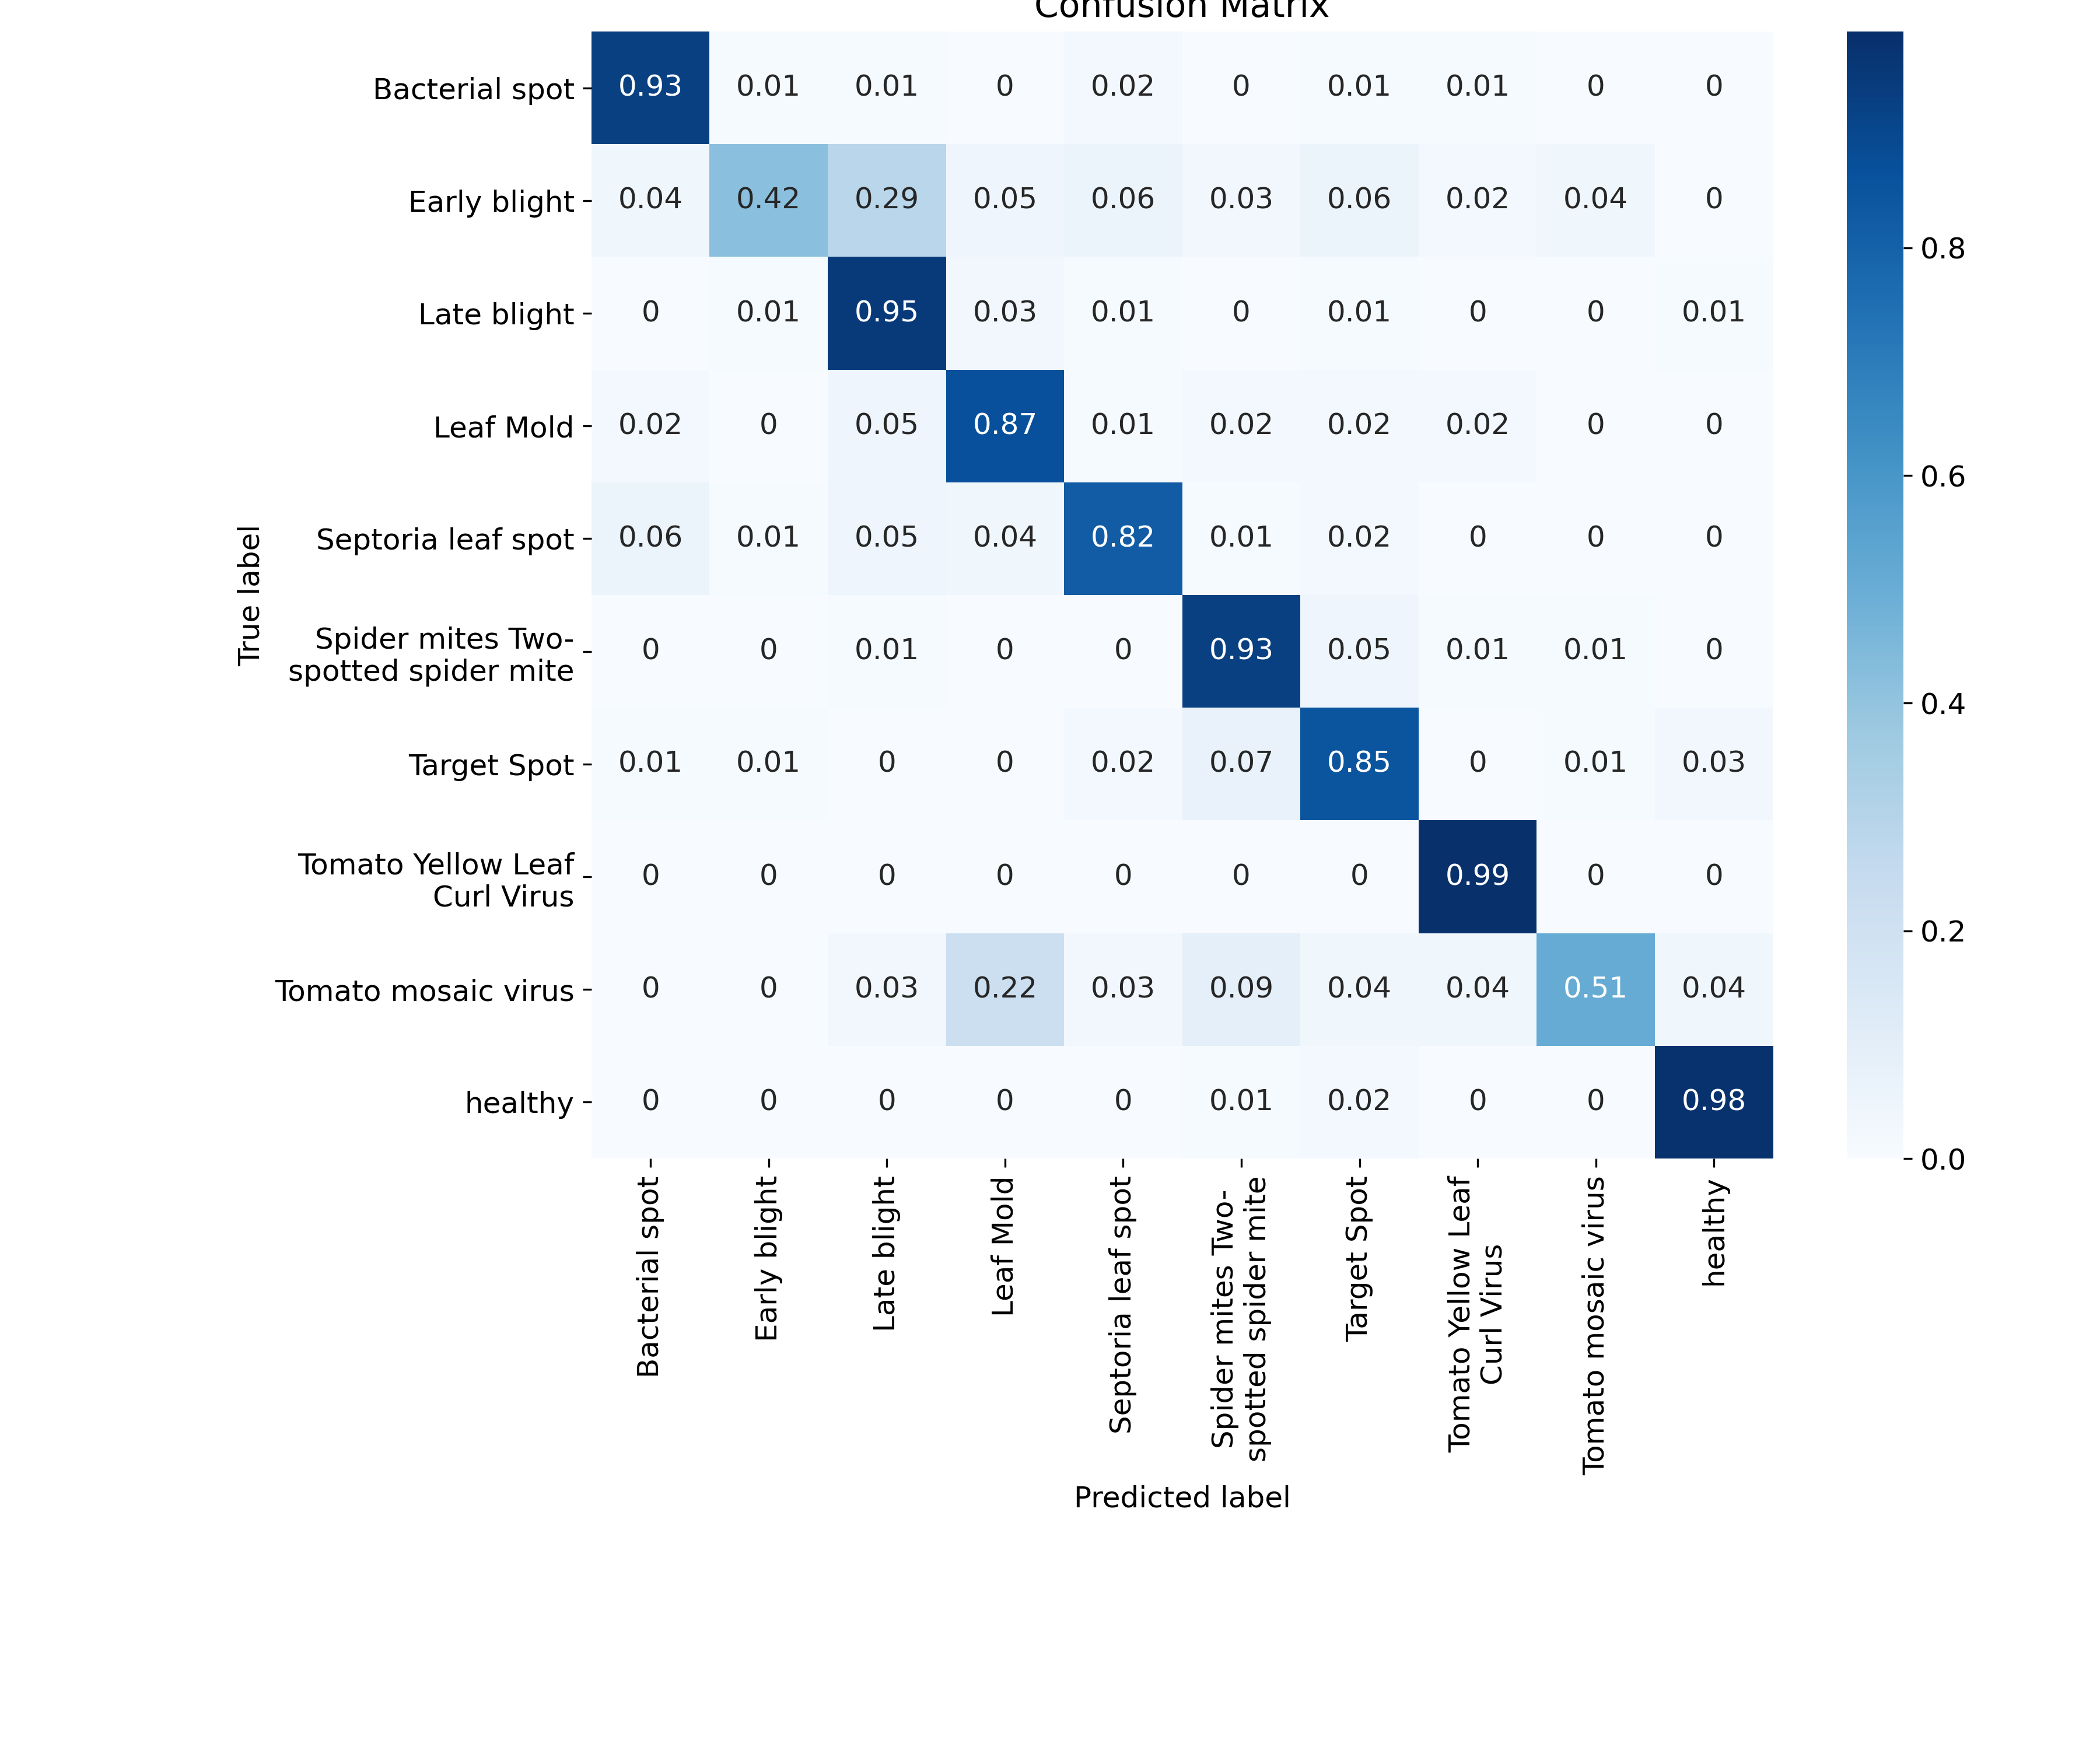 Confusion Matrix
Bacterial spot 0.93 0.01 0.01 0 0.02 0 0.01 0.01 0 0
Early blight 0.04 0.42 0.29 0.05 0.06 0.03 0.06 0.02 0.04 0
Late blight 0 0.01 0.95 0.03 0.01 0 0.01 0 0 0.01
Leaf Mold 0.02 0 0.05 0.87 0.01 0.02 0.02 0.02 0 0
Septoria leaf spot 0.06 0.01 0.05 0.04 0.82 0.01 0.02 0 0 0
Spider mites Two-
spotted spider mite 0 0 0.01 0 0 0.93 0.05 0.01 0.01 0
Target Spot 0.01 0.01 0 0 0.02 0.07 0.85 0 0.01 0.03
Tomato Yellow Leaf
Curl Virus 0 0 0 0 0 0 0 0.99 0 0
Tomato mosaic virus 0 0 0.03 0.22 0.03 0.09 0.04 0.04 0.51 0.04
healthy 0 0 0 0 0 0.01 0.02 0 0 0.98
True label
Bacterial spot
Early blight
Late blight
Leaf Mold
Septoria leaf spot
Spider mites Two-
spotted spider mite
Target Spot
Tomato Yellow Leaf
Curl Virus
Tomato mosaic virus
healthy
Predicted label
0.8
0.6
0.4
0.2
0.0